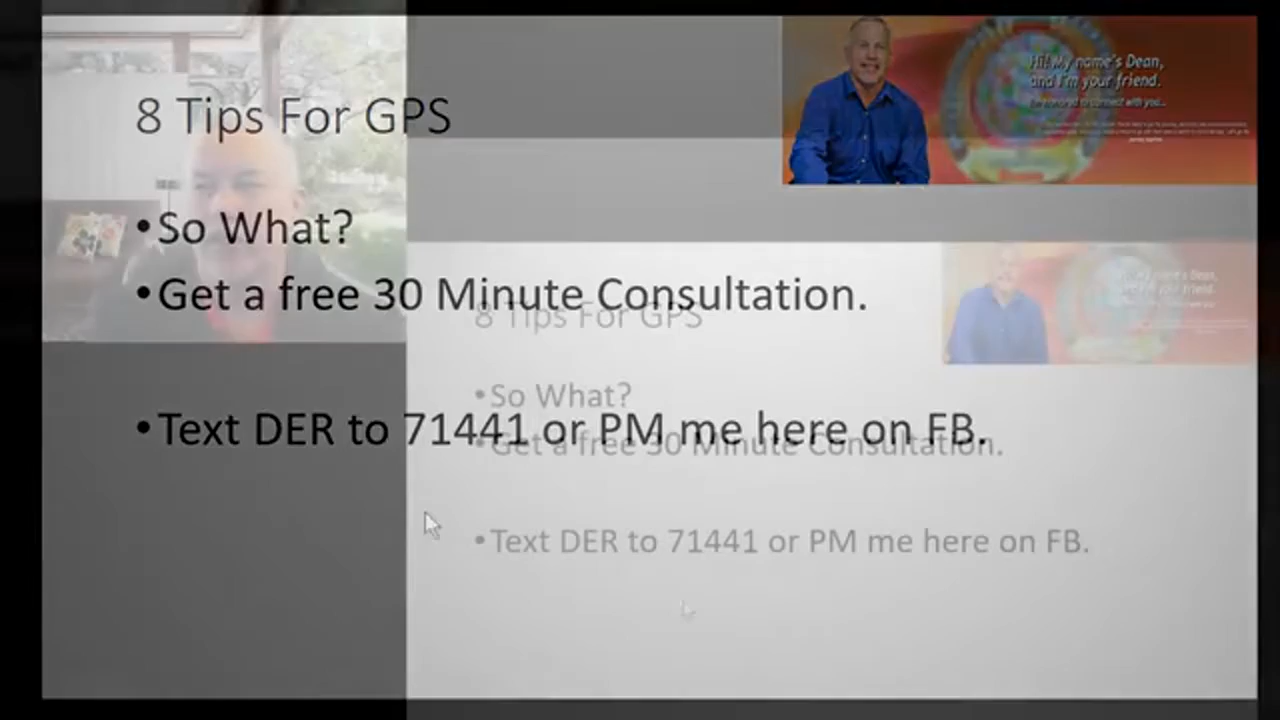 8 Tips For GPS
Hi! My name's Dean,
and I'm your friend.
•So What?
•Get a free 30 Minute Consultation.
•Text DER to 71441 or PM me here on FB.
8 Tips For GPS
•So What?
•Get a free 30 Minute Consultation.
•Text DER to 71441 or PM me here on FB.